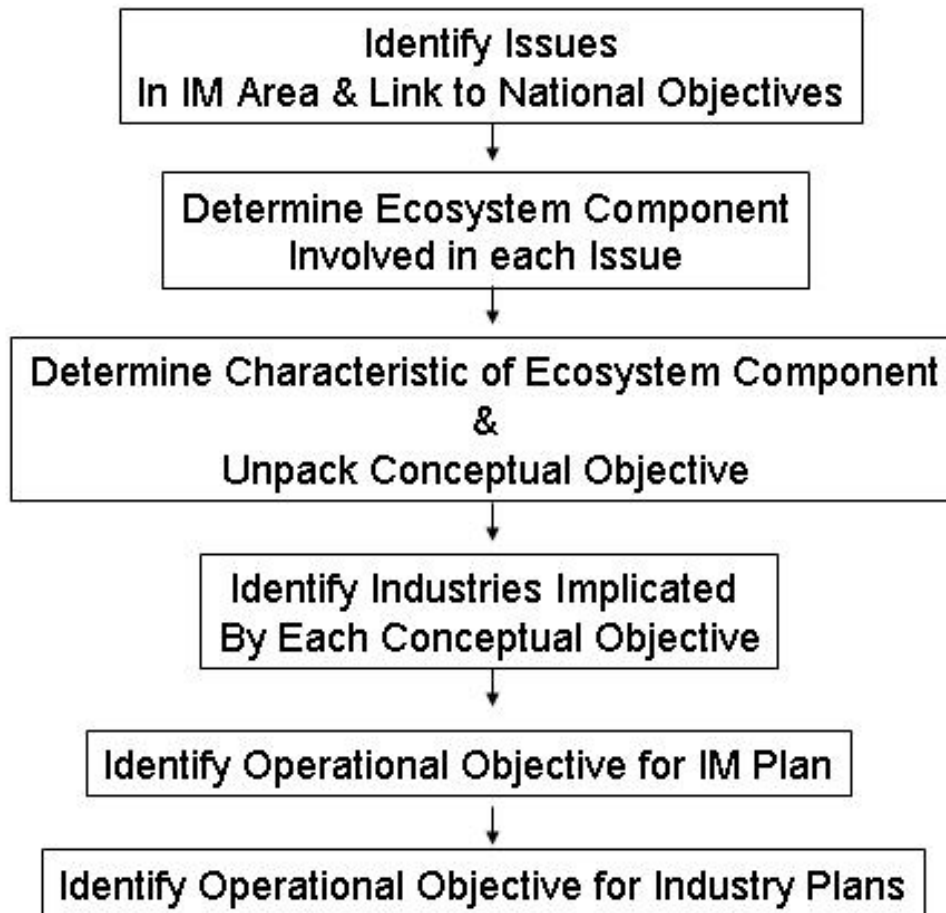 Identify Issues
In IM Area & Link to National Objectives
Determine Ecosystem Component
Involved in each Issue
Determine Characteristic of Ecosystem Component
&
Unpack Conceptual Objective
Identify Industries Implicated
By Each Conceptual Objective
Identify Operational Objective for IM Plan
Identify Operational Objective for Industry Plans